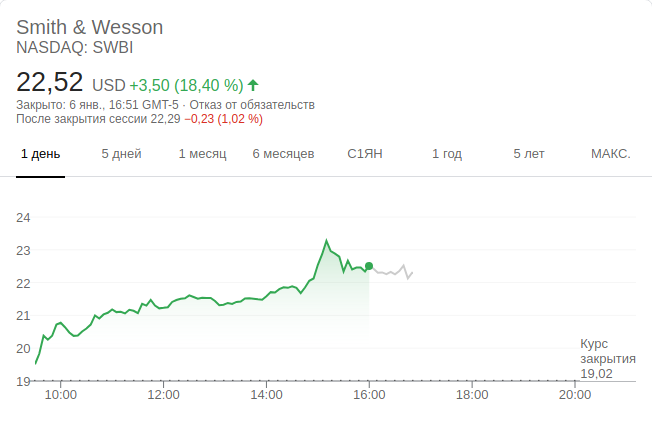 Smith & Wesson
NASDAQ: SWBI
22,52 USD +3,50 (18,40 %)
Закрыто: 6 янв., 16:51 GMT-5 · Отказ от обязательств
После закрытия сессии 22,29 −0,23 (1,02 %)
1 день 5 дней 1 месяц 6 месяцев С1ЯН 1 год 5 лет МАКС.
24
23
22
21
20
19
Курс
закрытия
19,02
10:00 12:00 14:00 16:00 18:00 20:00